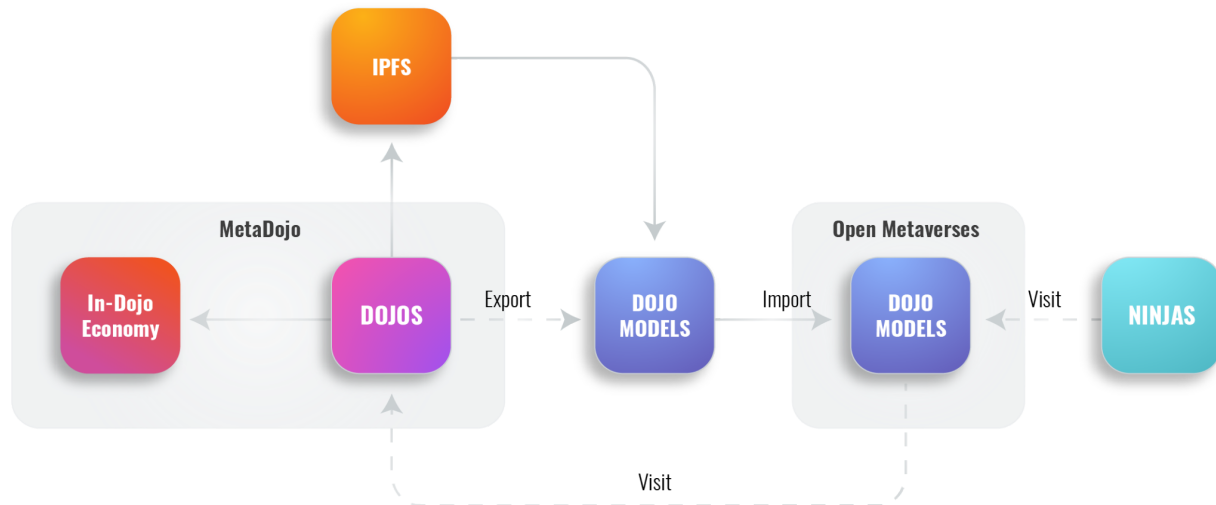 IPFS
MetaDojo
In-Dojo
Economy
DOJOS
Export
DOJO
MODELS
Import
Open Metaverses
DOJO
MODELS
Visit
NINJAS
Visit